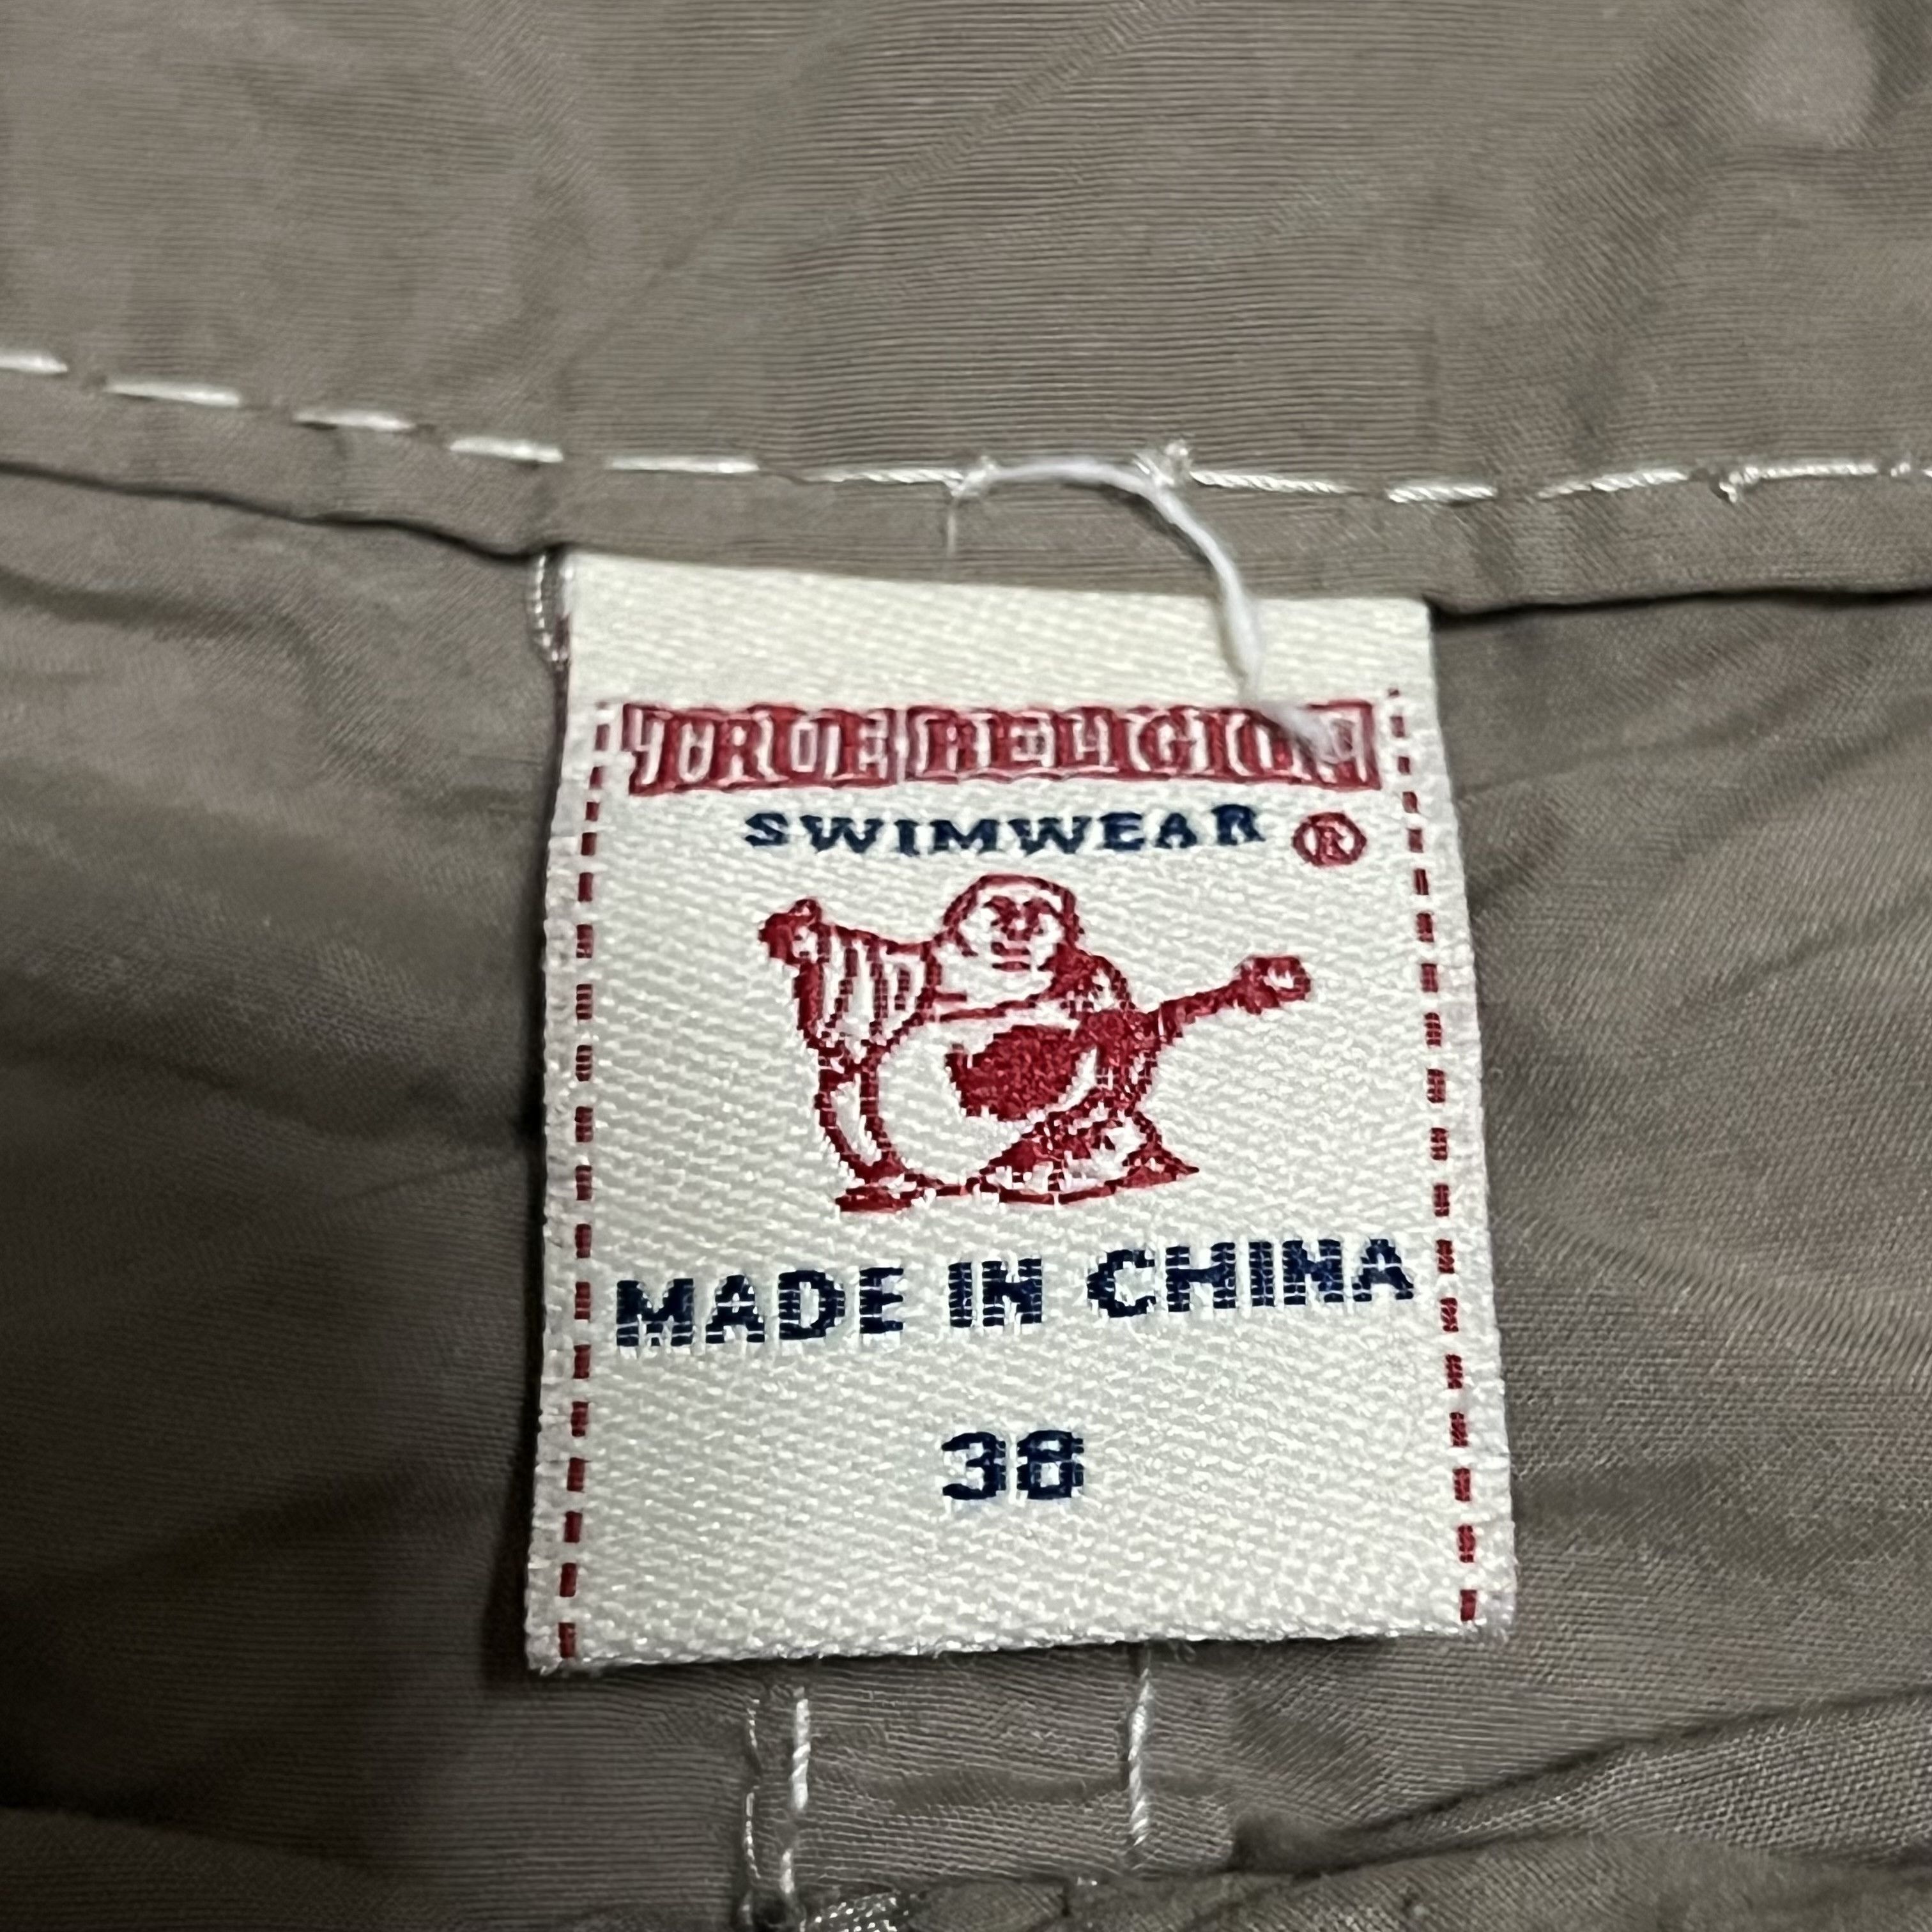 TRUE RELIGION
SWIMWEAR ®
MADE IN CHINA
38